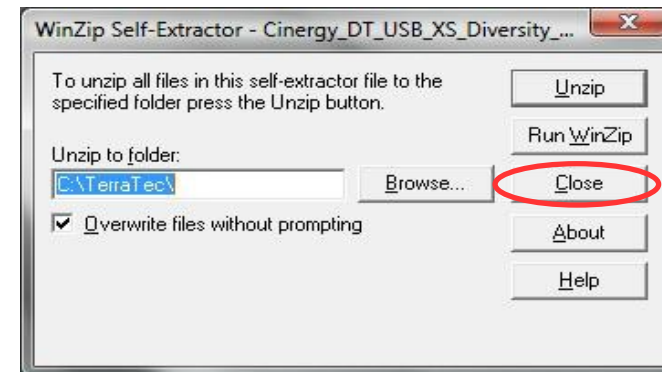 WinZip Self-Extractor - Cinergy_DT_USB_XS_Diversity_...
To unzip all files in this self-extractor file to the
specified folder press the Unzip button.
Unzip to folder:
C:\TerraTec\
Browse...
Overwrite files without prompting
Unzip
Run WinZip
Close
About
Help